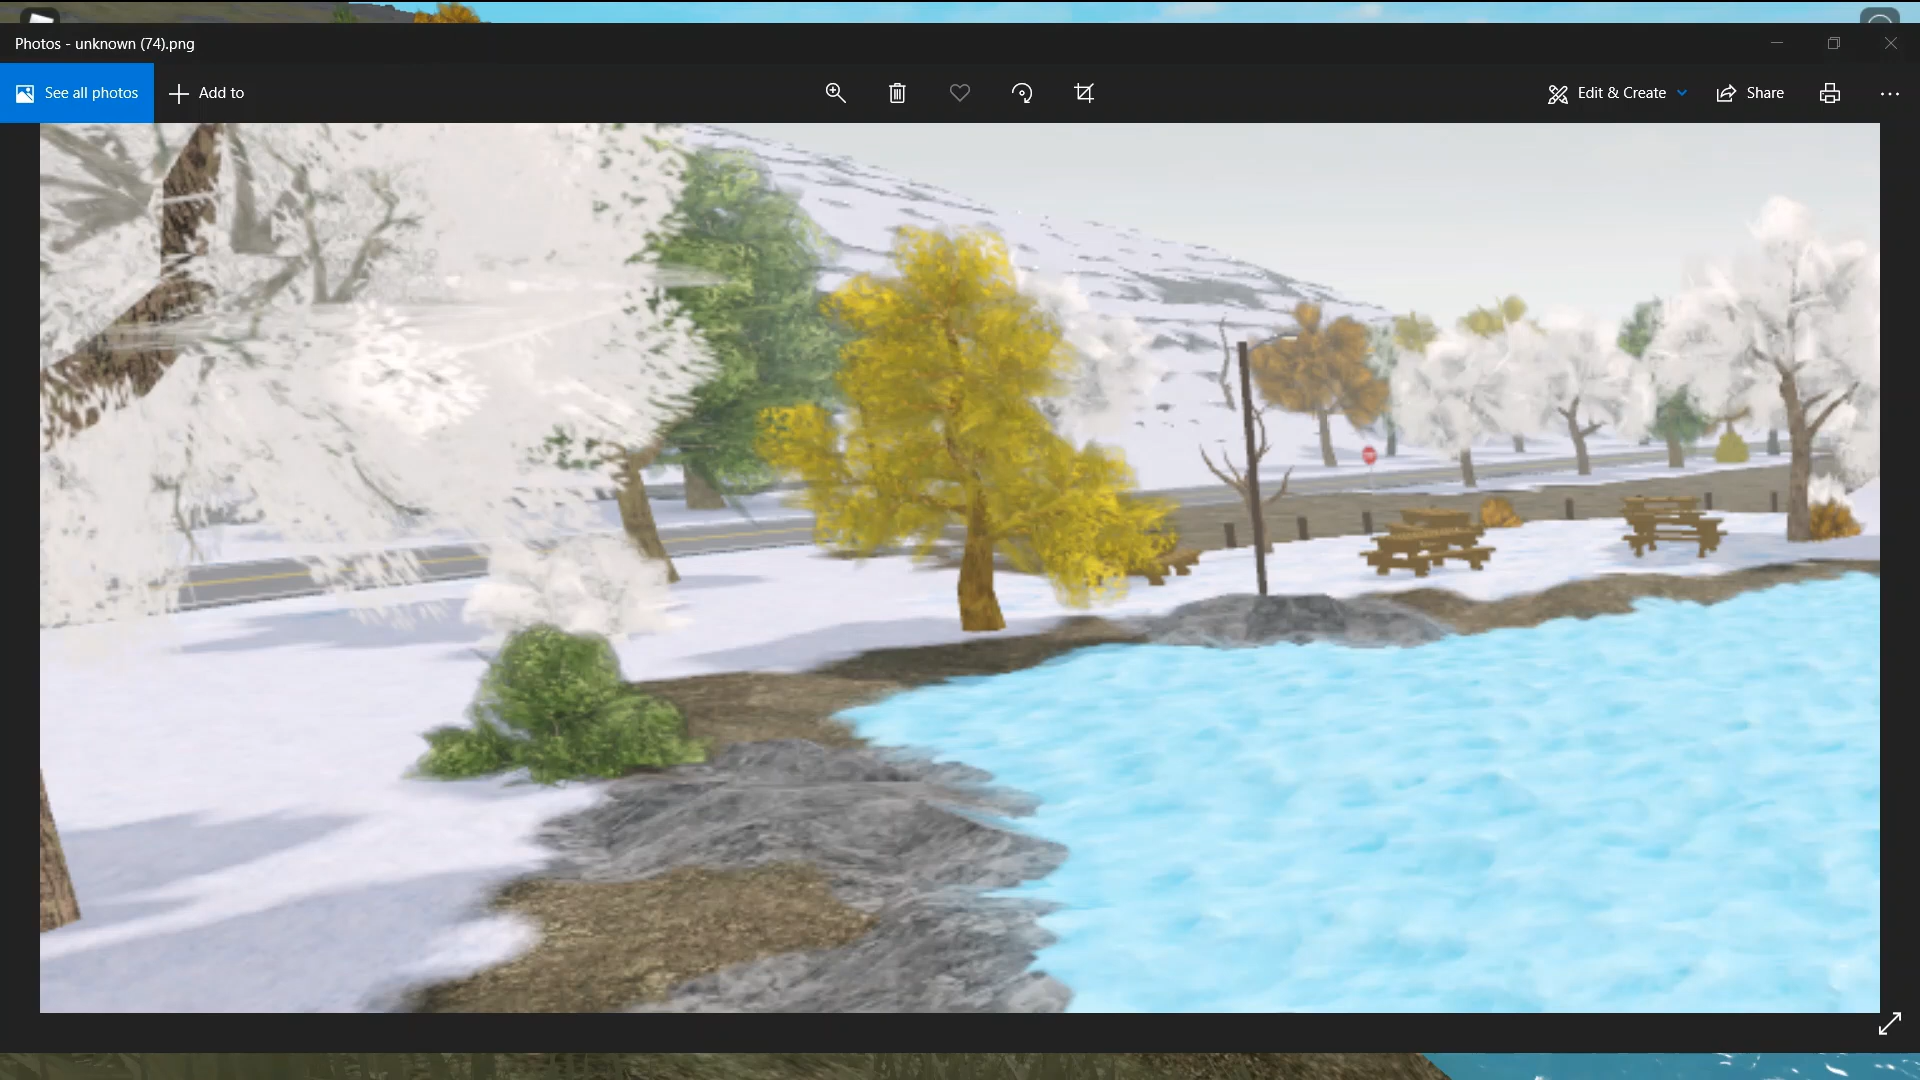 Photos - unknown (74).png
See all photos
Add to
Edit & Create
Share